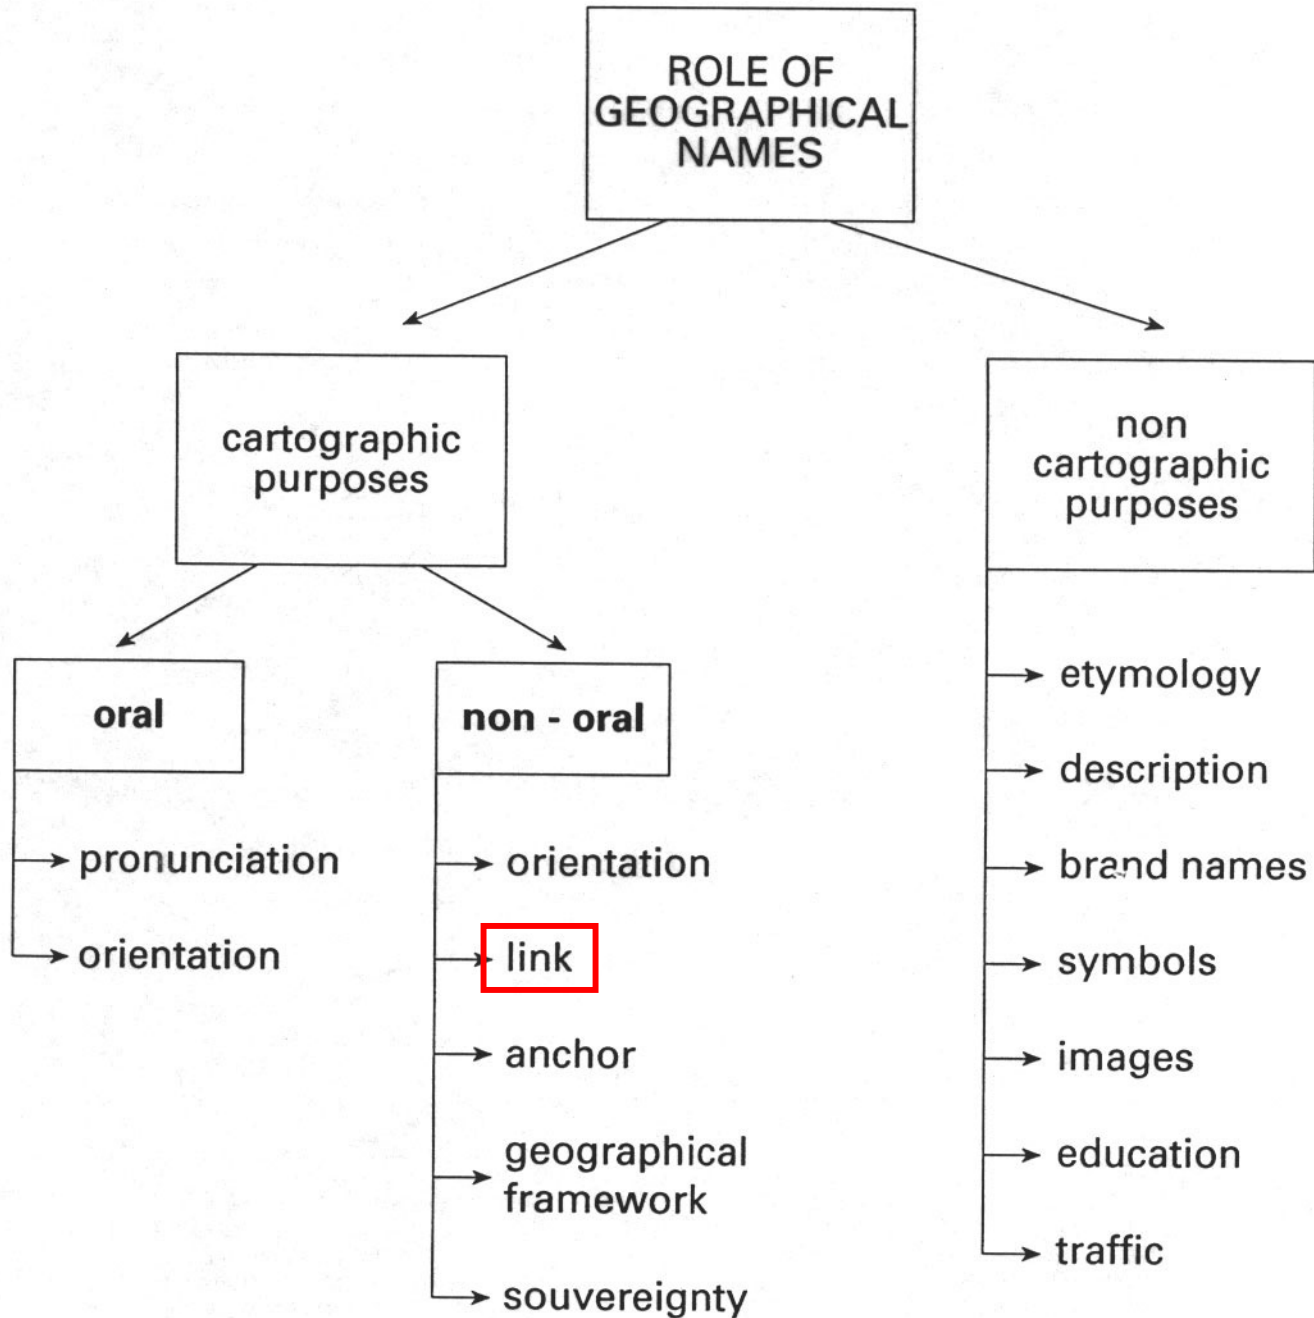 ROLE OF
GEOGRAPHICAL
NAMES
cartographic
purposes
non
cartographic
purposes
oral
non - oral
pronunciation
orientation
orientation
link
anchor
geographical
framework
souvereignty
etymology
description
brand names
symbols
images
education
traffic